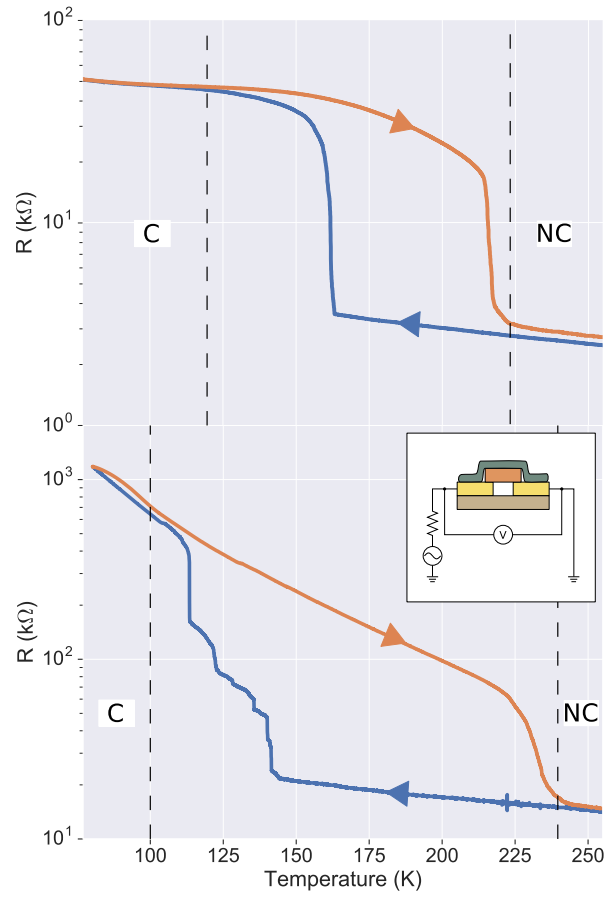 10²
R (kΩ)
10¹
C
NC
10⁰
10³
V
R (kΩ)
10²
C
NC
10¹
100 125 150 175 200 225 250
Temperature (K)